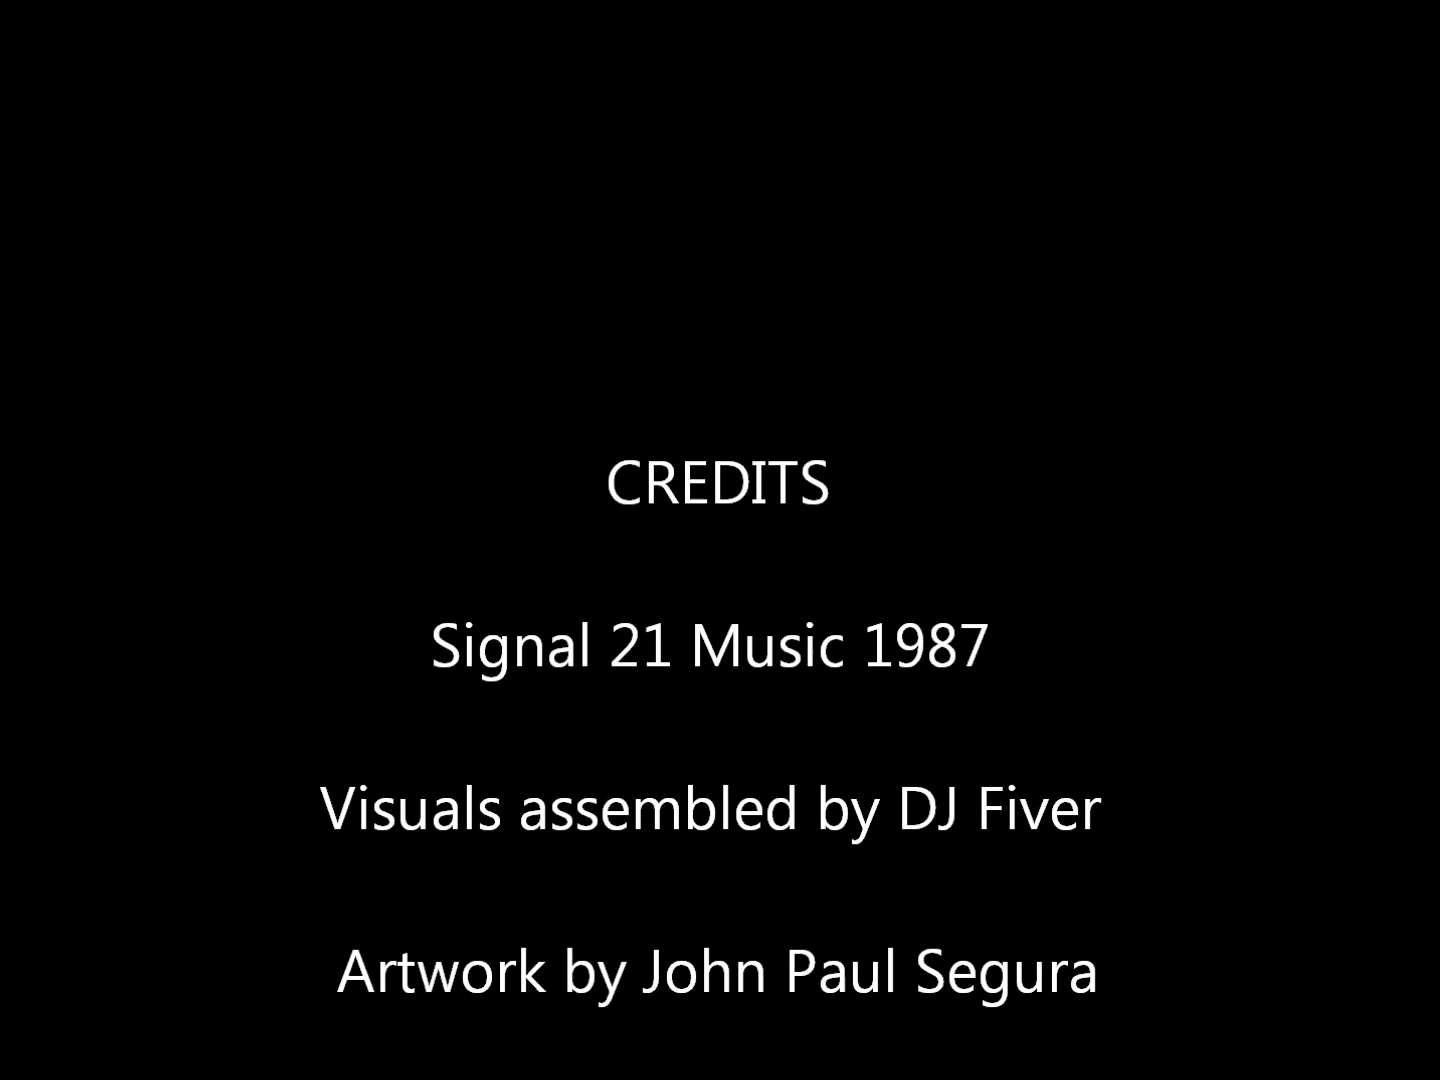 CREDITS
Signal 21 Music 1987
Visuals assembled by DJ Fiver
Artwork by John Paul Segura